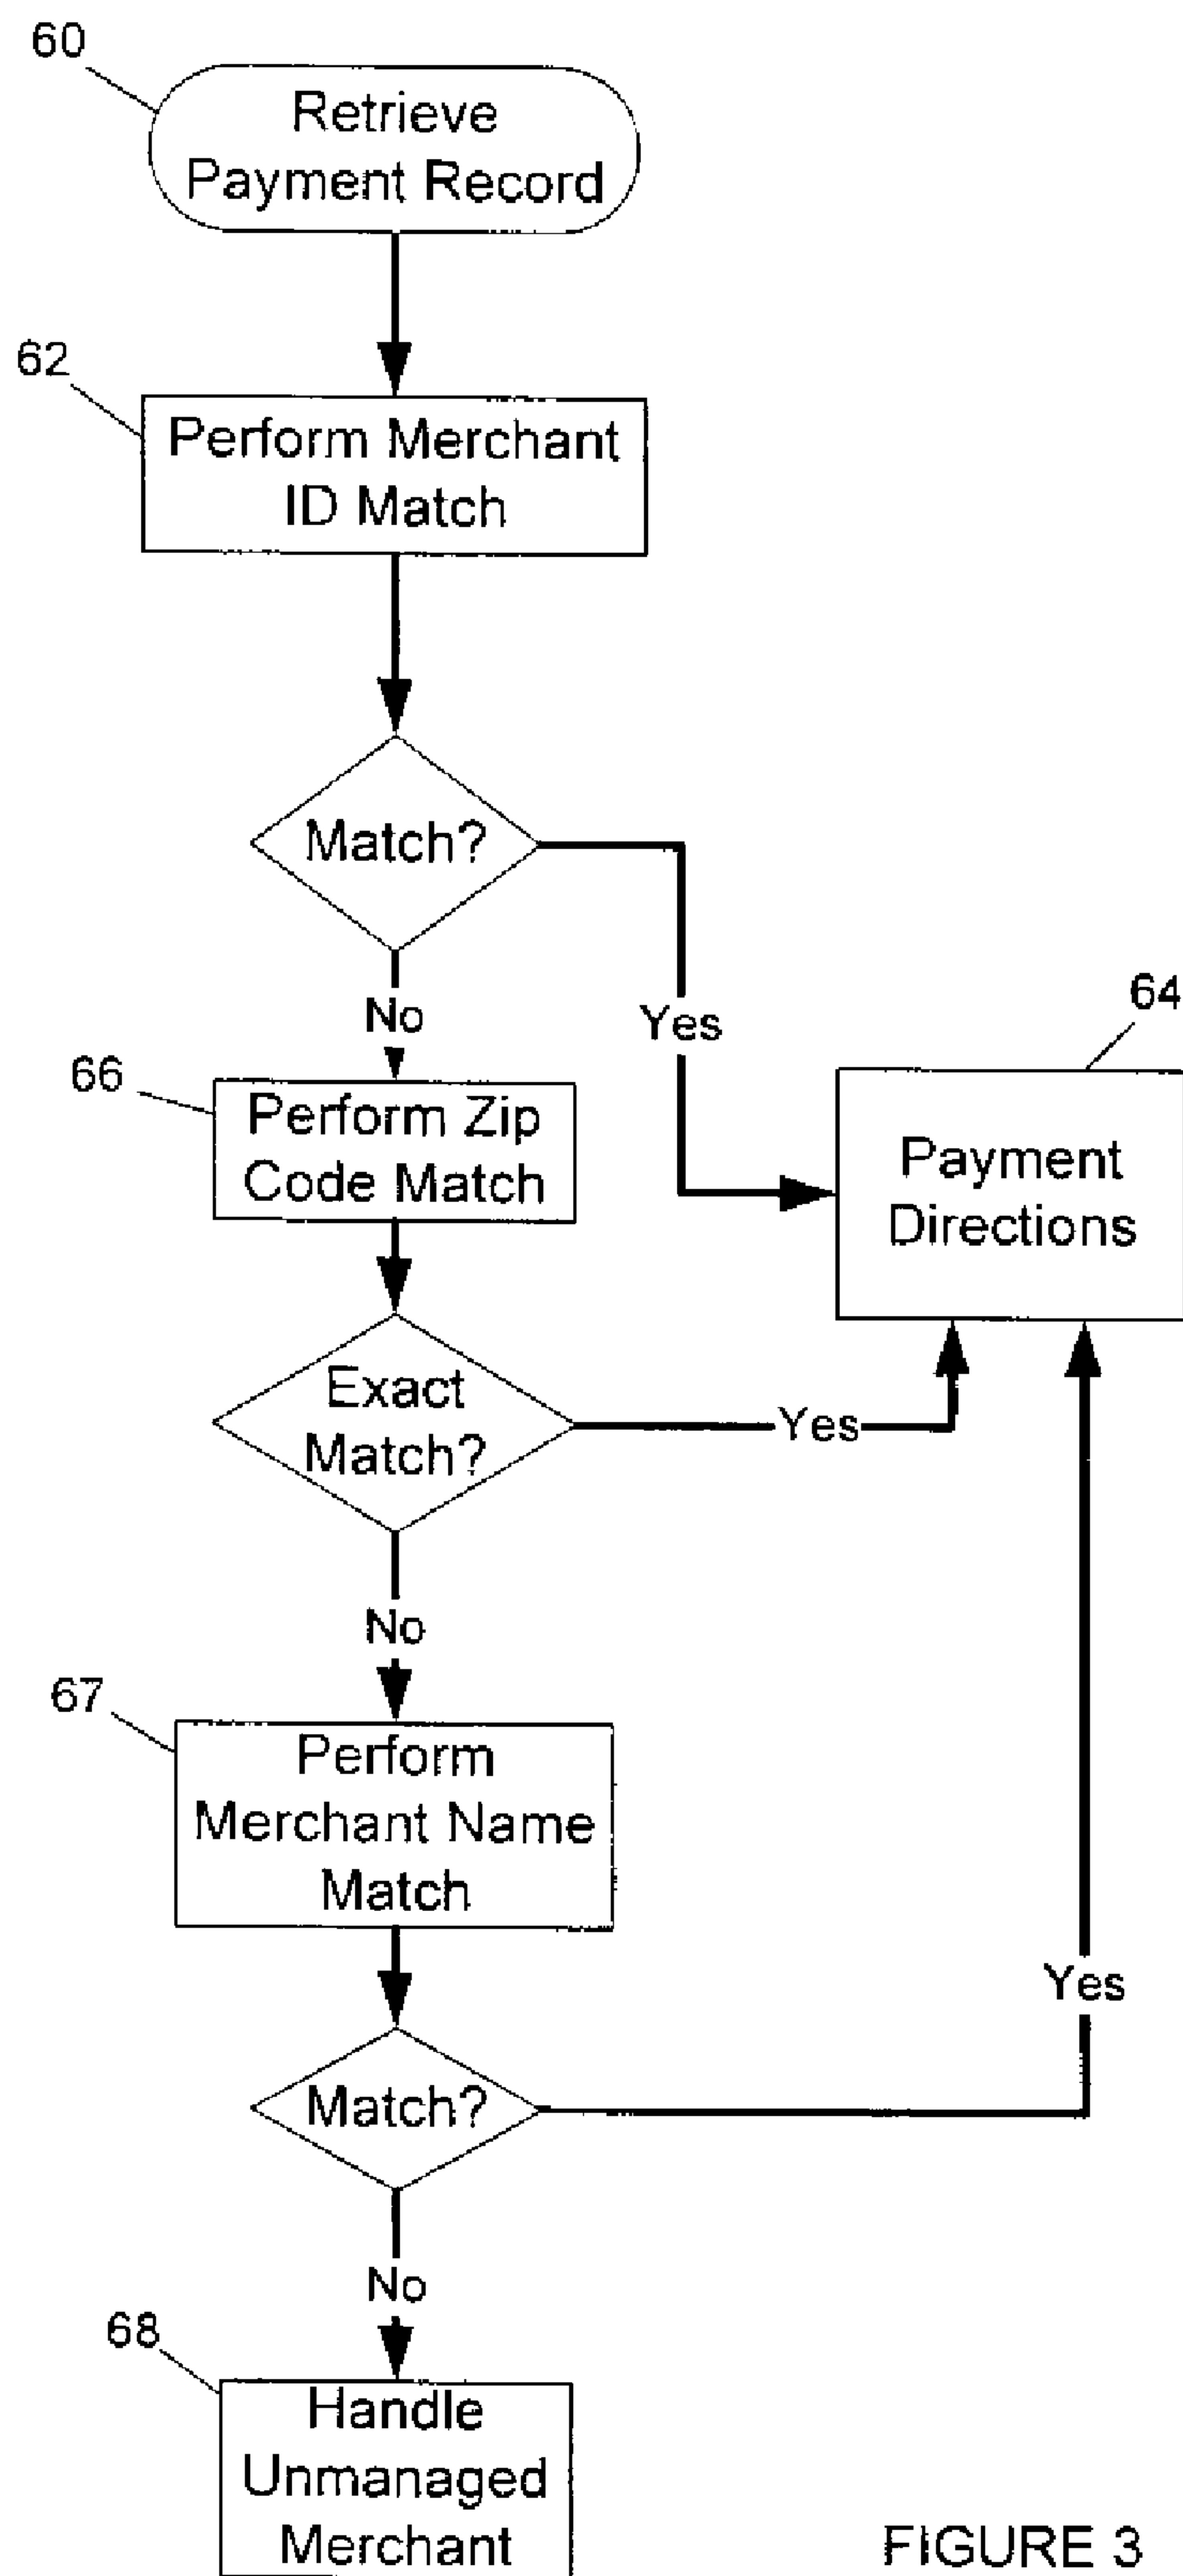 60
Retrieve
Payment Record
62
Perform Merchant
ID Match
Match?
No
Yes
64
66
Perform Zip
Code Match
Payment
Directions
Exact
Match?
Yes
No
67
Perform
Merchant Name
Match
Yes
Match?
No
68
Handle
Unmanaged
Merchant
FIGURE 3